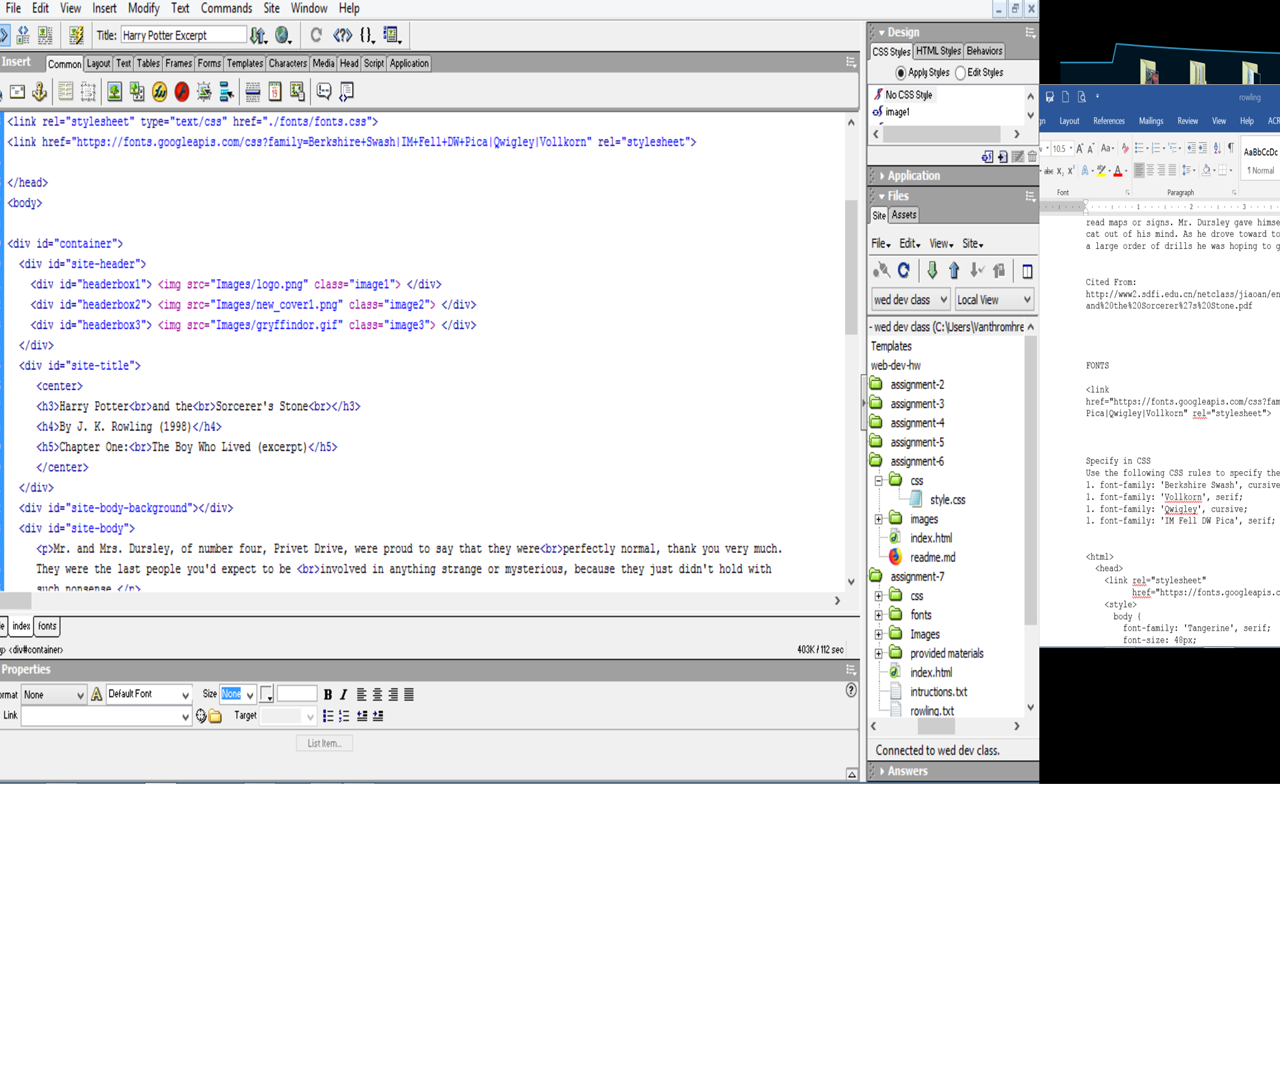 File Edit View Insert Modify Text Commands Site Window Help
Title: Harry Potter Excerpt
Insert Common Layout Text Tables Frames Forms Templates Characters Media Head Script Application
<link rel="stylesheet" type="text/css" href="./fonts/fonts.css">
<link href="https://fonts.googleapis.com/css?family=Berkshire+Swash|IM+Fell+DW+Pica|Qwigley|Vollkorn" rel="stylesheet">
</head>
<body>
<div id="container">
<div id="site-header">
<div id="headerbox1"> <img src="Images/logo.png" class="image1"> </div>
<div id="headerbox2"> <img src="Images/new_cover1.png" class="image2"> </div>
<div id="headerbox3"> <img src="Images/gryffindor.gif" class="image3"> </div>
</div>
<div id="site-title">
<center>
<h3>Harry Potter<br>and the<br>Sorcerer's Stone<br></h3>
<h4>By J. K. Rowling (1998)</h4>
<h5>Chapter One:<br>The Boy Who Lived (excerpt)</h5>
</center>
</div>
<div id="site-body-background"></div>
<div id="site-body">
<p>Mr. and Mrs. Dursley, of number four, Privet Drive, were proud to say that they were<br>perfectly normal, thank you very much.
They were the last people you'd expect to be <br>involved in anything strange or mysterious, because they just didn't hold with
such nonsense.</p>
index fonts
<div#container> 403K / 112 sec
Properties
ormat None Default Font Size None B I
Link Target
List Item...
Design
CSS Styles HTML Styles Behaviors
Apply Styles Edit Styles
No CSS Style
image1
Application
Files
Site Assets
File Edit View Site
wed dev class Local View
- wed dev class (C:\Users\Vanthromhre
Templates
web-dev-hw
assignment-2
assignment-3
assignment-4
assignment-5
assignment-6
css
style.css
images
index.html
readme.md
assignment-7
css
fonts
Images
provided materials
index.html
intructions.txt
rowling.txt
Connected to wed dev class.
Answers
rowling
gn Layout References Mailings Review View Help ACR
10.5 A A Aa
abc X₂ X² A A AaBbCcDc
¶ Normal
Font Paragraph
1 2 3
read maps or signs. Mr. Dursley gave himse
cat out of his mind. As he drove toward to
a large order of drills he was hoping to g
Cited From:
http://www2.sdfi.edu.cn/netclass/jiaoan/en
and%20the%20Sorcerer%27s%20Stone.pdf
FONTS
<link
href="https://fonts.googleapis.com/css?fam
Pica|Qwigley|Vollkorn" rel="stylesheet">
Specify in CSS
Use the following CSS rules to specify the
1. font-family: 'Berkshire Swash', cursive
1. font-family: 'Vollkorn', serif;
1. font-family: 'Qwigley', cursive;
1. font-family: 'IM Fell DW Pica', serif;
<html>
<head>
<link rel="stylesheet"
href="https://fonts.googleapis.c
<style>
body {
font-family: 'Tangerine', serif;
font-size: 48px;